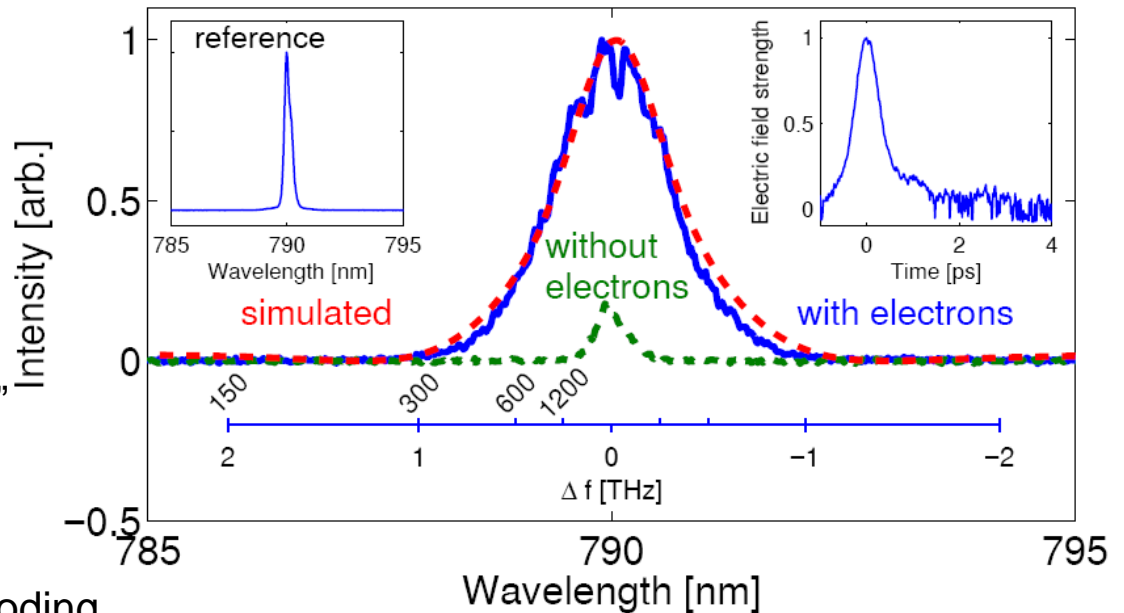 1
0.5
0
−0.5
Intensity [arb.]
reference
785 790 795
Wavelength [nm]
1
0.5
0
Electric field strength
0 2 4
Time [ps]
without
electrons
simulated
with electrons
150 300 600 1200
2 1 0 −1 −2
Δ f [THz]
785 790 795
Wavelength [nm]
”
oding